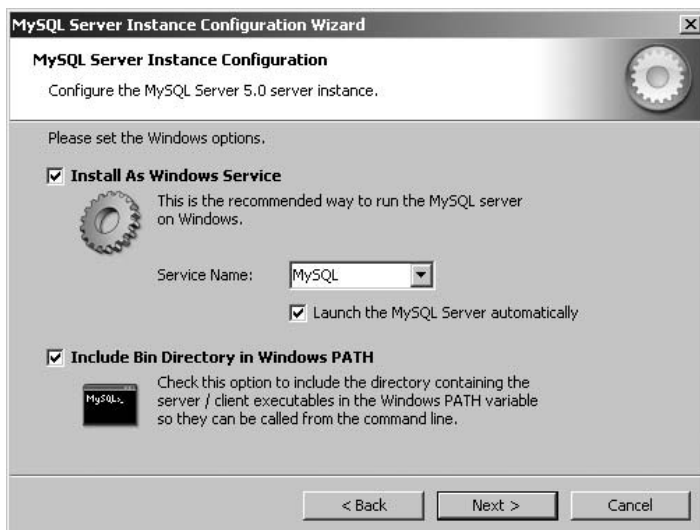 MySQL Server Instance Configuration Wizard
MySQL Server Instance Configuration
Configure the MySQL Server 5.0 server instance.
Please set the Windows options.
Install As Windows Service
This is the recommended way to run the MySQL server
on Windows.
Service Name:
MySQL
Launch the MySQL Server automatically
Include Bin Directory in Windows PATH
MySQL>_
Check this option to include the directory containing the
server / client executables in the Windows PATH variable
so they can be called from the command line.
< Back
Next >
Cancel